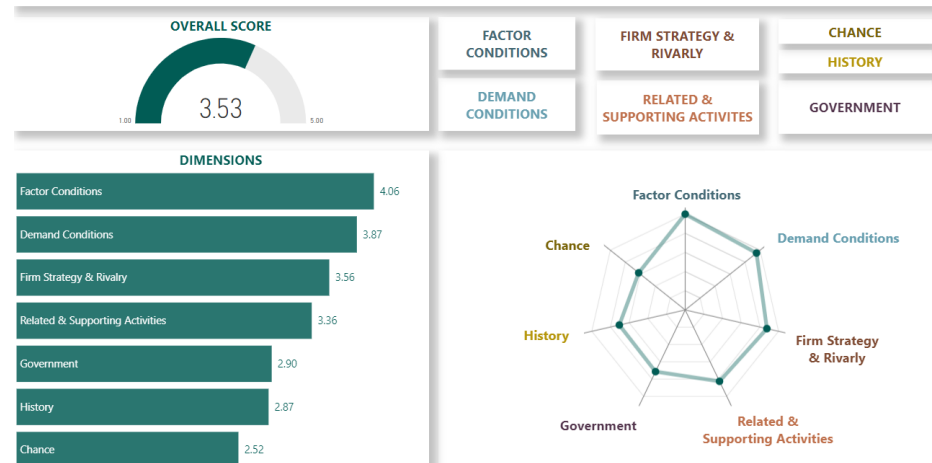 OVERALL SCORE
3.53
1.00
5.00
FACTOR
CONDITIONS
FIRM STRATEGY &
RIVARLY
CHANCE
HISTORY
DEMAND
CONDITIONS
RELATED &
SUPPORTING ACTIVITES
GOVERNMENT
DIMENSIONS
Factor Conditions 4.06
Demand Conditions 3.87
Firm Strategy & Rivalry 3.56
Related & Supporting Activities 3.36
Government 2.90
History 2.87
Chance 2.52
Factor Conditions
Chance
Demand Conditions
History
Firm Strategy
& Rivarly
Government
Related &
Supporting Activities